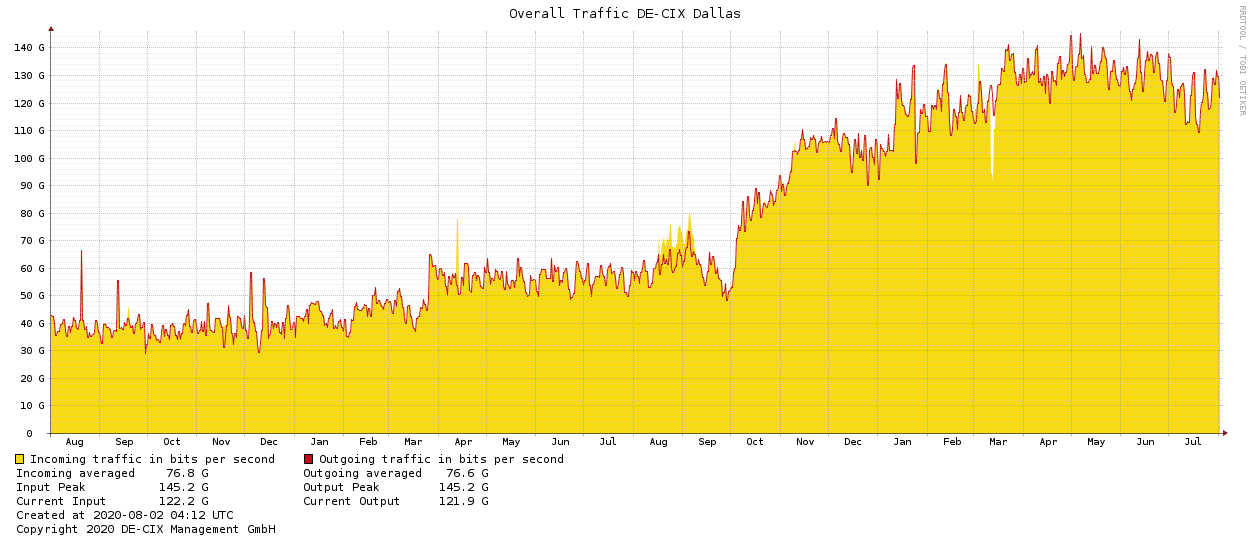 Overall Traffic DE-CIX Dallas
RRDTOOL / TOBI OETIKER
140 G
130 G
120 G
110 G
100 G
90 G
80 G
70 G
60 G
50 G
40 G
30 G
20 G
10 G
0
Aug Sep Oct Nov Dec Jan Feb Mar Apr May Jun Jul Aug Sep Oct Nov Dec Jan Feb Mar Apr May Jun Jul
Incoming traffic in bits per second Outgoing traffic in bits per second
Incoming averaged 76.8 G Outgoing averaged 76.6 G
Input Peak 145.2 G Output Peak 145.2 G
Current Input 122.2 G Current Output 121.9 G
Created at 2020-08-02 04:12 UTC
Copyright 2020 DE-CIX Management GmbH